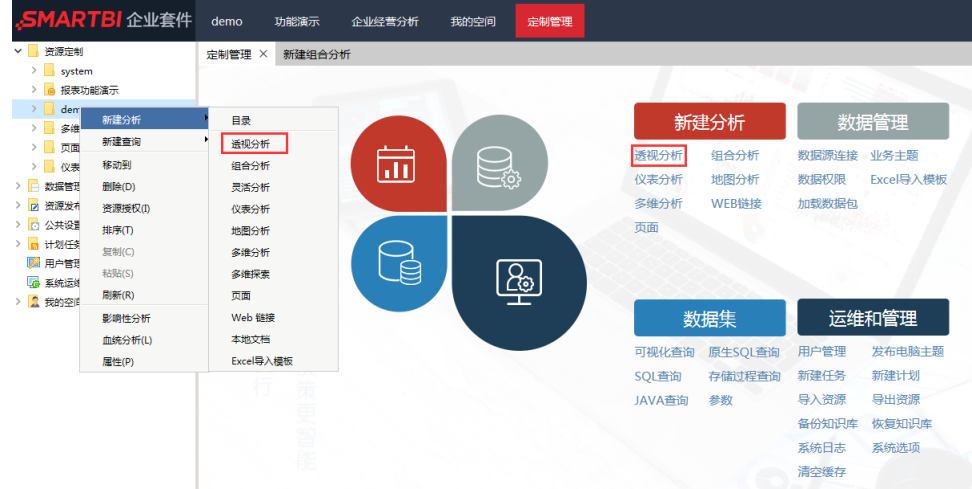 SMARTBI 企业套件
demo 功能演示 企业经营分析 我的空间 定制管理
定制管理 × 新建组合分析
资源定制
system
报表功能演示
dem
多维
页面
仪表
数据管理
资源发布
公共设置
计划任务
用户管理
系统运维
我的空间
新建分析
新建查询
移动到
删除(D)
资源授权(I)
排序(T)
复制(C)
粘贴(S)
刷新(R)
影响性分析
血统分析(L)
属性(P)
目录
透视分析
组合分析
灵活分析
仪表分析
地图分析
多维分析
多维探索
页面
Web 链接
本地文档
Excel导入模板
新建分析
透视分析 组合分析
仪表分析 地图分析
多维分析 WEB链接
页面
数据管理
数据源连接 业务主题
数据权限 Excel导入模板
加载数据包
数据集
可视化查询 原生SQL查询
SQL查询 存储过程查询
JAVA查询 参数
运维和管理
用户管理 发布电脑主题
新建任务 新建计划
导入资源 导出资源
备份知识库 恢复知识库
系统日志 系统选项
清空缓存
行
策更智能